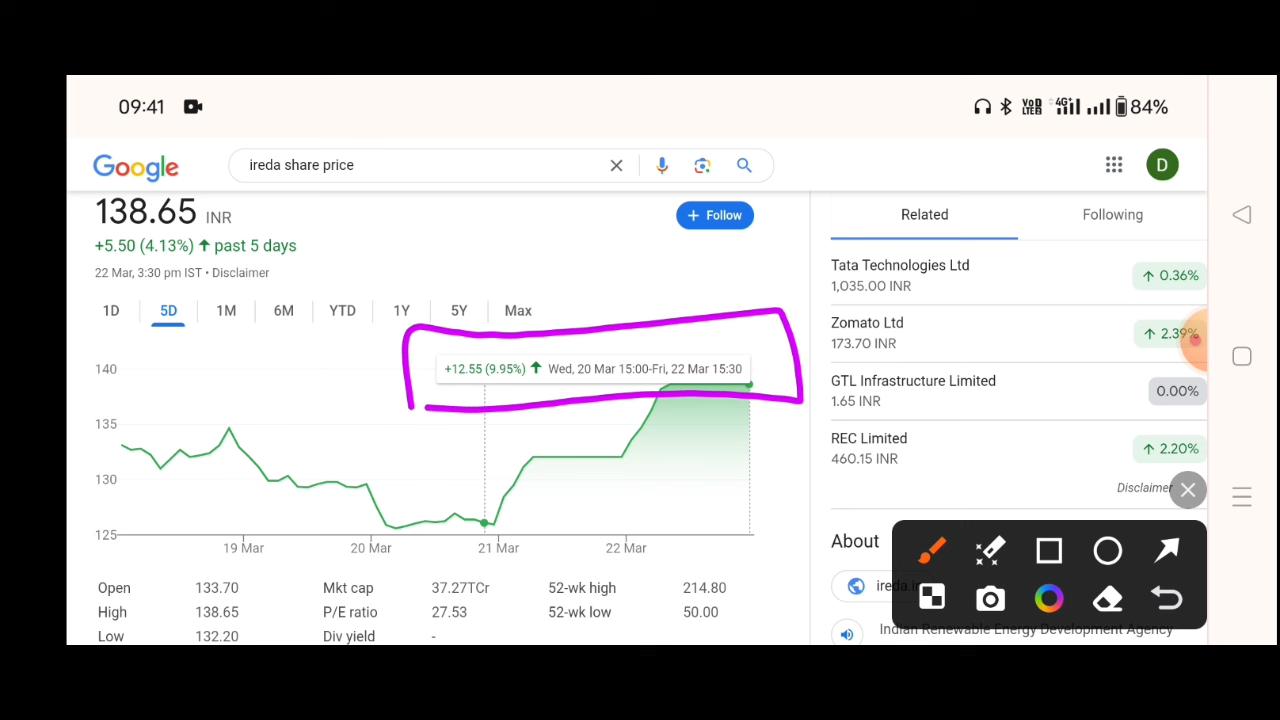 09:41
VoD LTER 4G+ 84%
Google
ireda share price
D
138.65 INR
+ Follow
+5.50 (4.13%) ↑ past 5 days
22 Mar, 3:30 pm IST • Disclaimer
1D 5D 1M 6M YTD 1Y 5Y Max
+12.55 (9.95%) ↑ Wed, 20 Mar 15:00-Fri, 22 Mar 15:30
140
135
130
125
19 Mar 20 Mar 21 Mar 22 Mar
Open 133.70 Mkt cap 37.27TCr 52-wk high 214.80
High 138.65 P/E ratio 27.53 52-wk low 50.00
Low 132.20 Div yield -
Related Following
Tata Technologies Ltd
1,035.00 INR
↑ 0.36%
Zomato Ltd
173.70 INR
↑ 2.39%
GTL Infrastructure Limited
1.65 INR
0.00%
REC Limited
460.15 INR
↑ 2.20%
Disclaimer
About
ireda.in
Indian Renewable Energy Development Agency